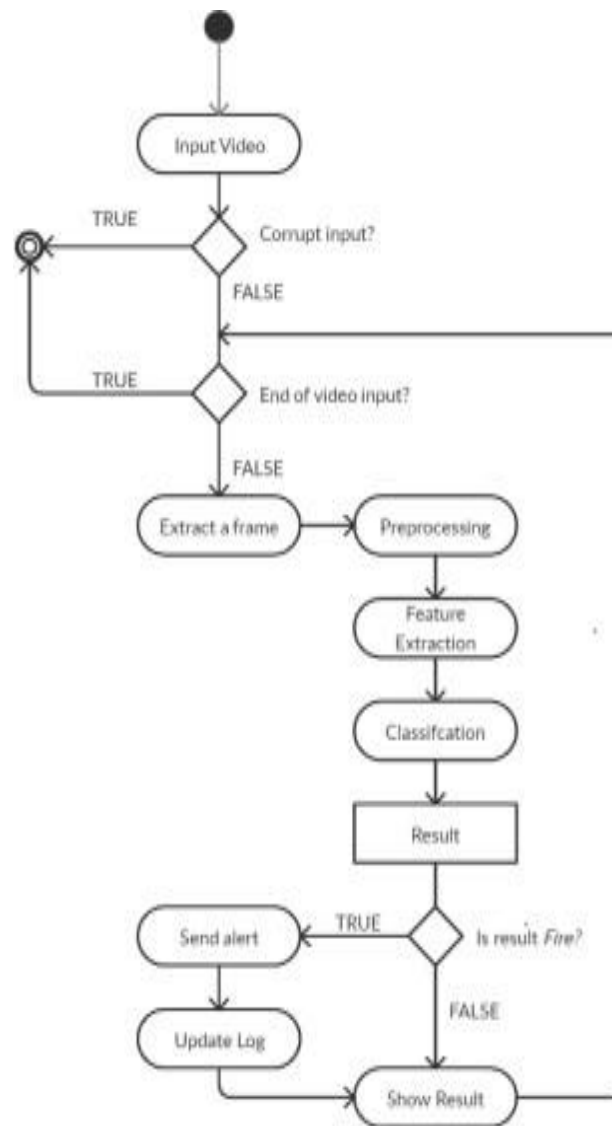 Input Video
TRUE
Corrupt input?
FALSE
TRUE
End of video input?
FALSE
Extract a frame
Preprocessing
Feature
Extraction
Classifcation
Result
Send alert
TRUE
Is result Fire?
Update Log
FALSE
Show Result